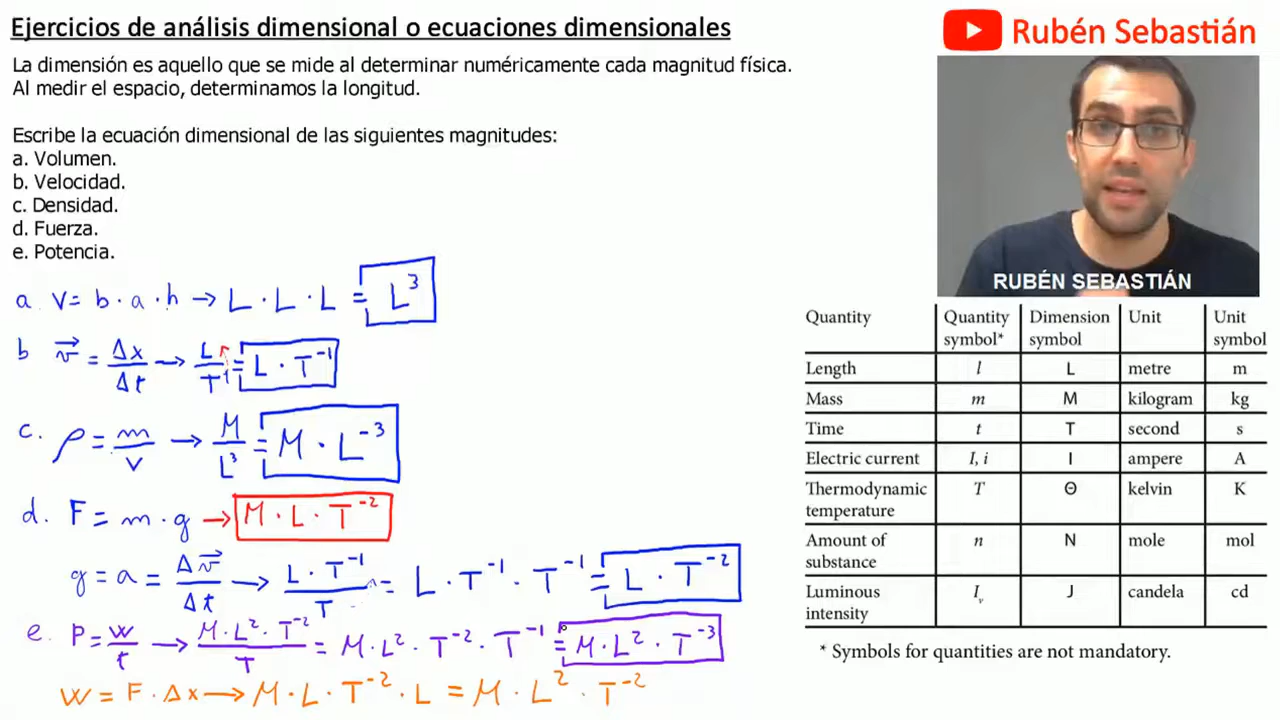 Ejercicios de análisis dimensional o ecuaciones dimensionales
Rubén Sebastián
La dimensión es aquello que se mide al determinar numéricamente cada magnitud física.
Al medir el espacio, determinamos la longitud.
Escribe la ecuación dimensional de las siguientes magnitudes:
a. Volumen.
b. Velocidad.
c. Densidad.
d. Fuerza.
e. Potencia.
RUBÉN SEBASTIÁN
a V = b · a · h → L · L · L = L³
b v⃗ = Δx/Δt → L/T¹ = L · T⁻¹
c. ρ = m/v → M/L³ = M · L⁻³
d. F = m · g → M · L · T⁻²
g = a = Δv⃗/Δt → L · T⁻¹/T = L · T⁻¹ · T⁻¹ = L · T⁻²
e. P = w/t → M · L² · T⁻²/T = M · L² · T⁻² · T⁻¹ = M · L² · T⁻³
W = F · Δx → M · L · T⁻² · L = M · L² · T⁻²
Quantity Quantity symbol* Dimension symbol Unit Unit symbol
Length l L metre m
Mass m M kilogram kg
Time t T second s
Electric current I, i I ampere A
Thermodynamic temperature T Θ kelvin K
Amount of substance n N mole mol
Luminous intensity Iᵥ J candela cd
* Symbols for quantities are not mandatory.